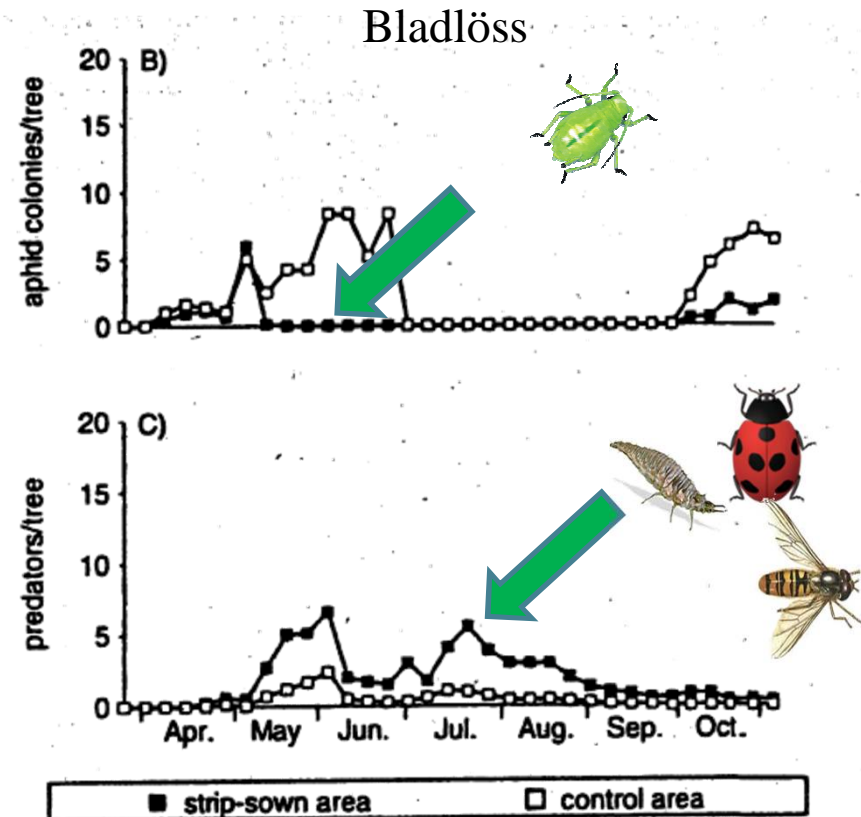 Bladlöss
B)
aphid colonies/tree
20
15
10
5
0
C)
predators/tree
20
15
10
5
0
Apr. May Jun. Jul. Aug. Sep. Oct.
■ strip-sown area □ control area